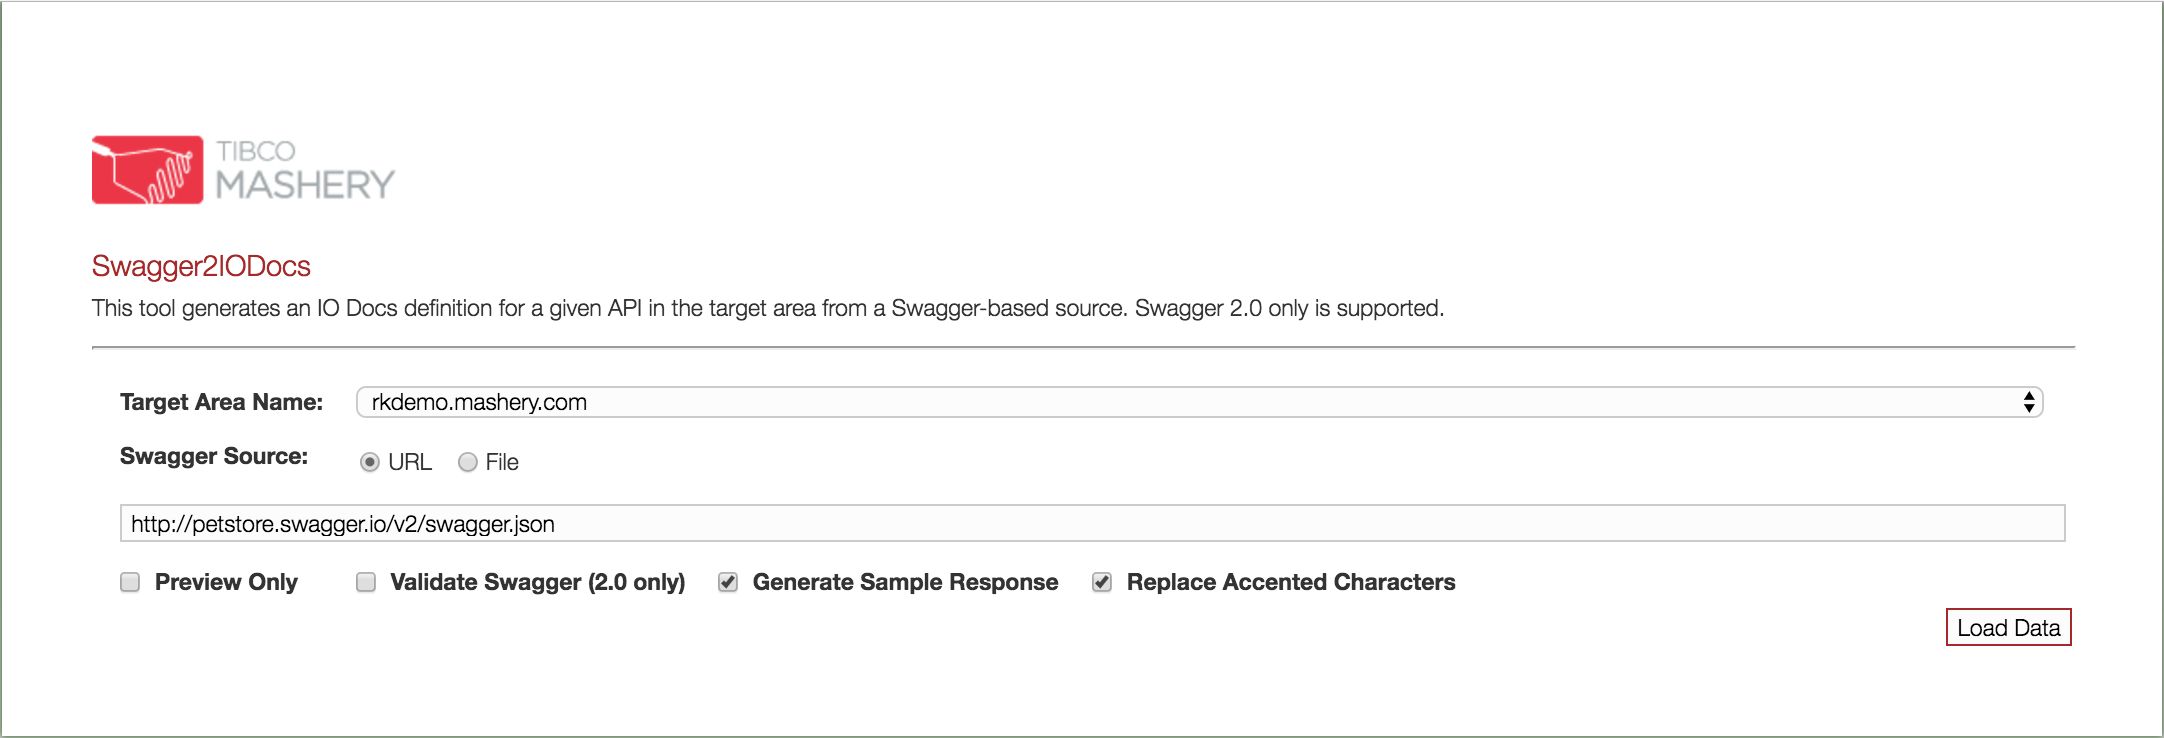 TIBCO
MASHERY
Swagger2IODocs
This tool generates an IO Docs definition for a given API in the target area from a Swagger-based source. Swagger 2.0 only is supported.
Target Area Name: rkdemo.mashery.com
Swagger Source: URL File
http://petstore.swagger.io/v2/swagger.json
Preview Only Validate Swagger (2.0 only) Generate Sample Response Replace Accented Characters
Load Data